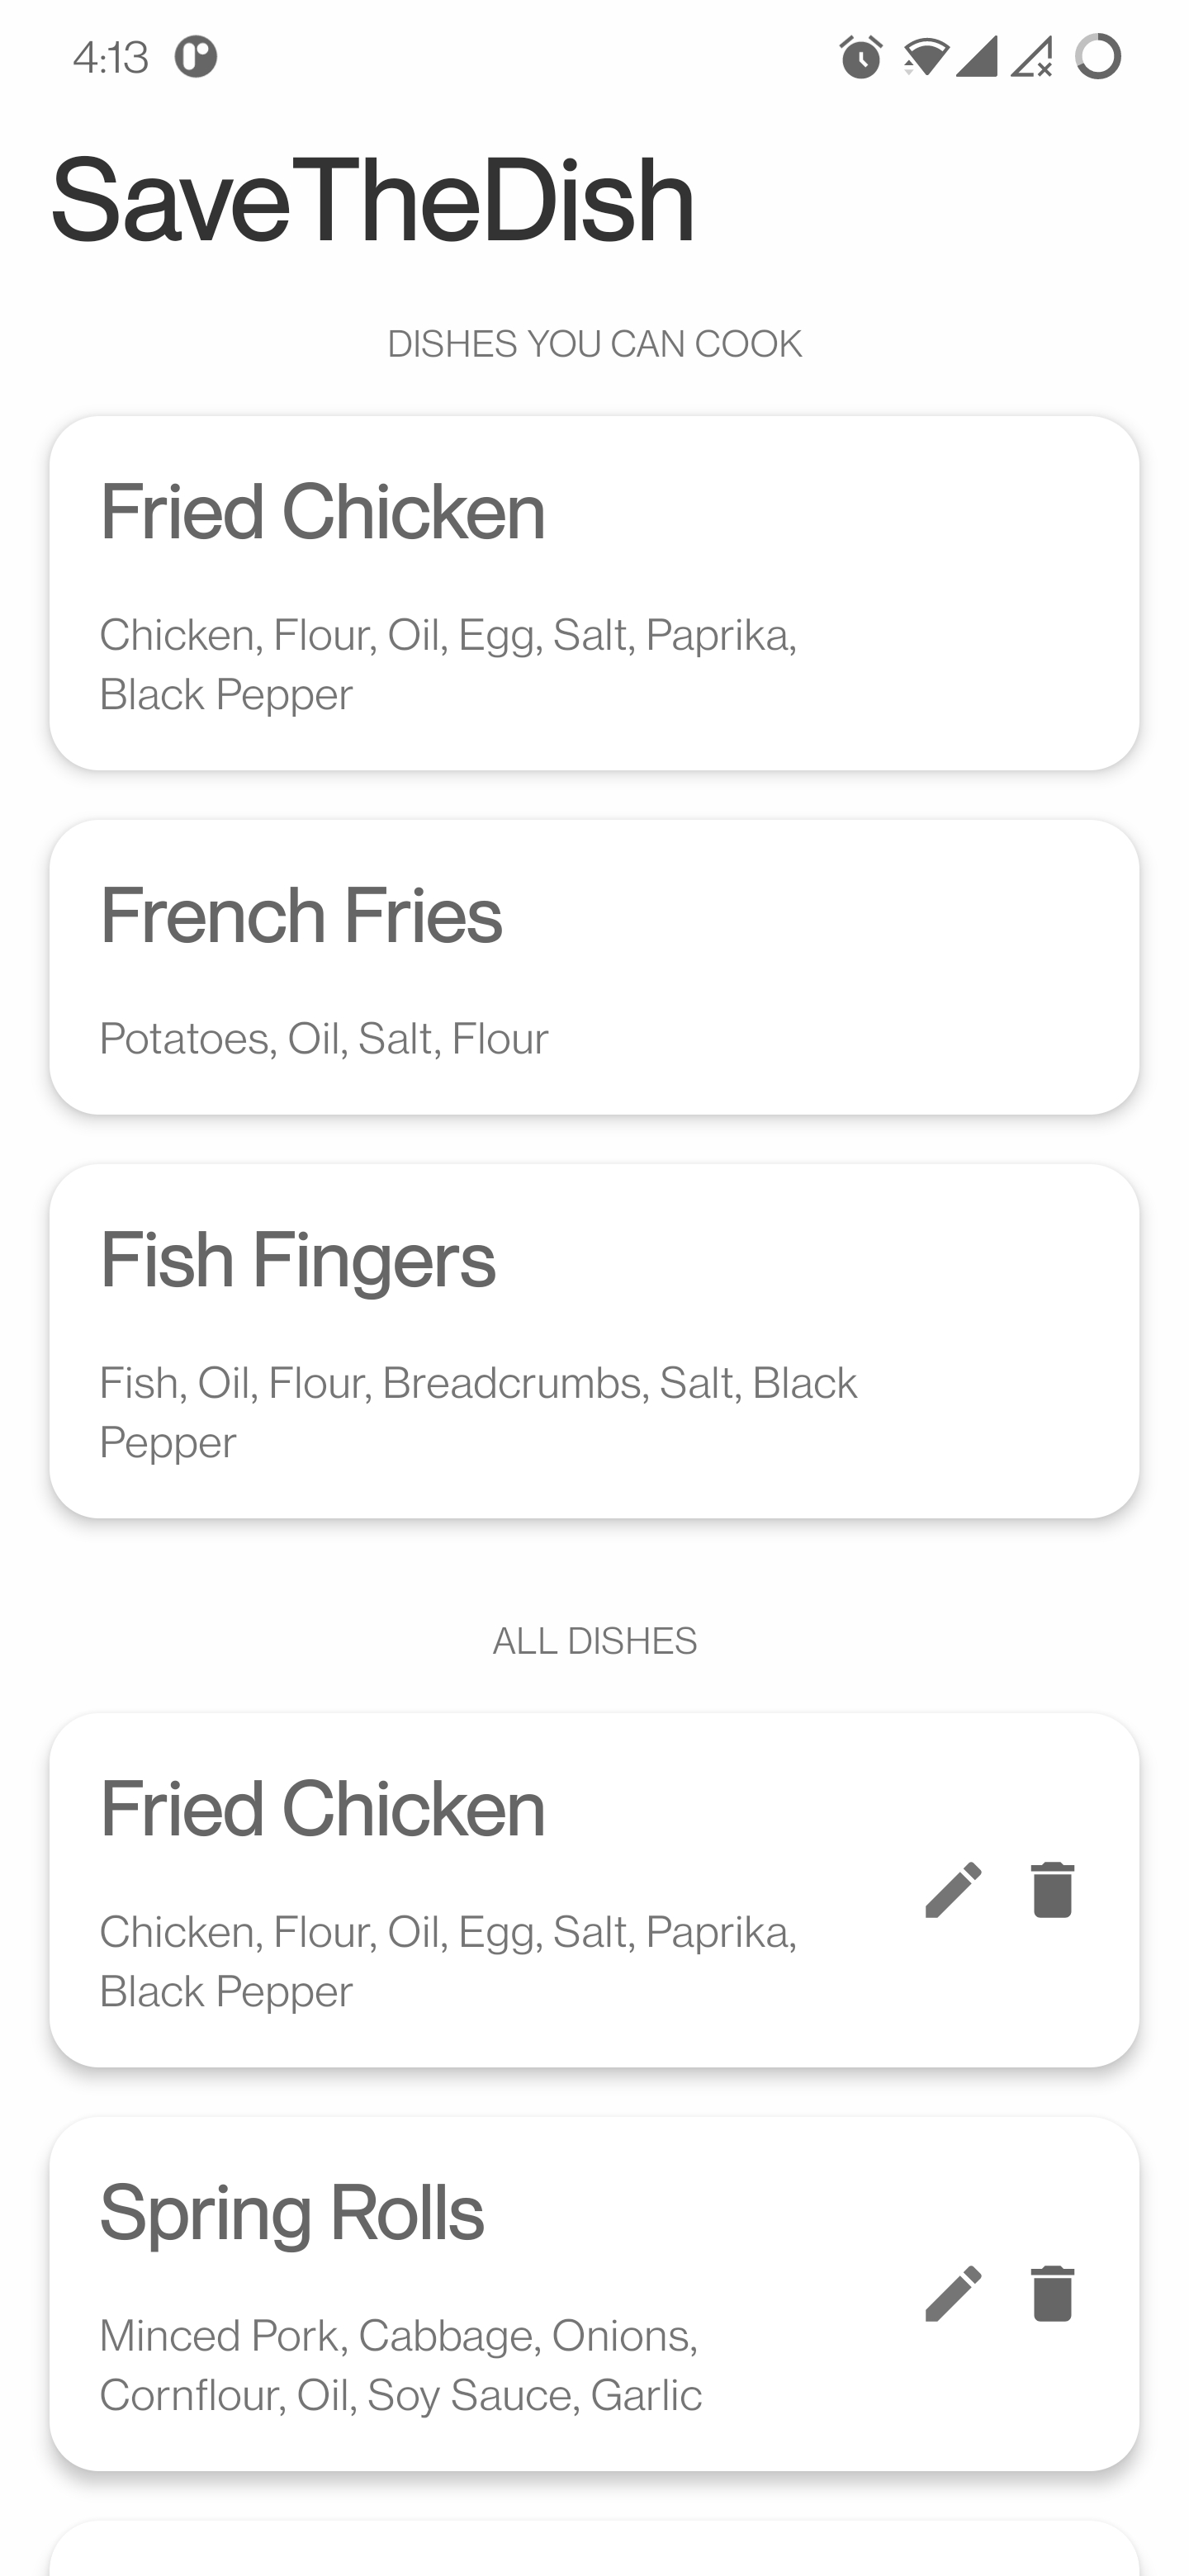 4:13
SaveTheDish
DISHES YOU CAN COOK
Fried Chicken
Chicken, Flour, Oil, Egg, Salt, Paprika,
Black Pepper
French Fries
Potatoes, Oil, Salt, Flour
Fish Fingers
Fish, Oil, Flour, Breadcrumbs, Salt, Black
Pepper
ALL DISHES
Fried Chicken
Chicken, Flour, Oil, Egg, Salt, Paprika,
Black Pepper
Spring Rolls
Minced Pork, Cabbage, Onions,
Cornflour, Oil, Soy Sauce, Garlic